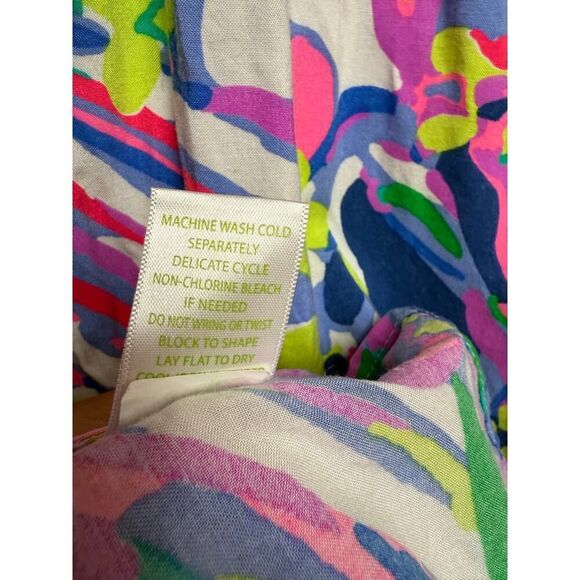 MACHINE WASH COLD
SEPARATELY
DELICATE CYCLE
NON-CHLORINE BLEACH
IF NEEDED
DO NOT WRING OR TWIST
BLOCK TO SHAPE
LAY FLAT TO DRY
COOL